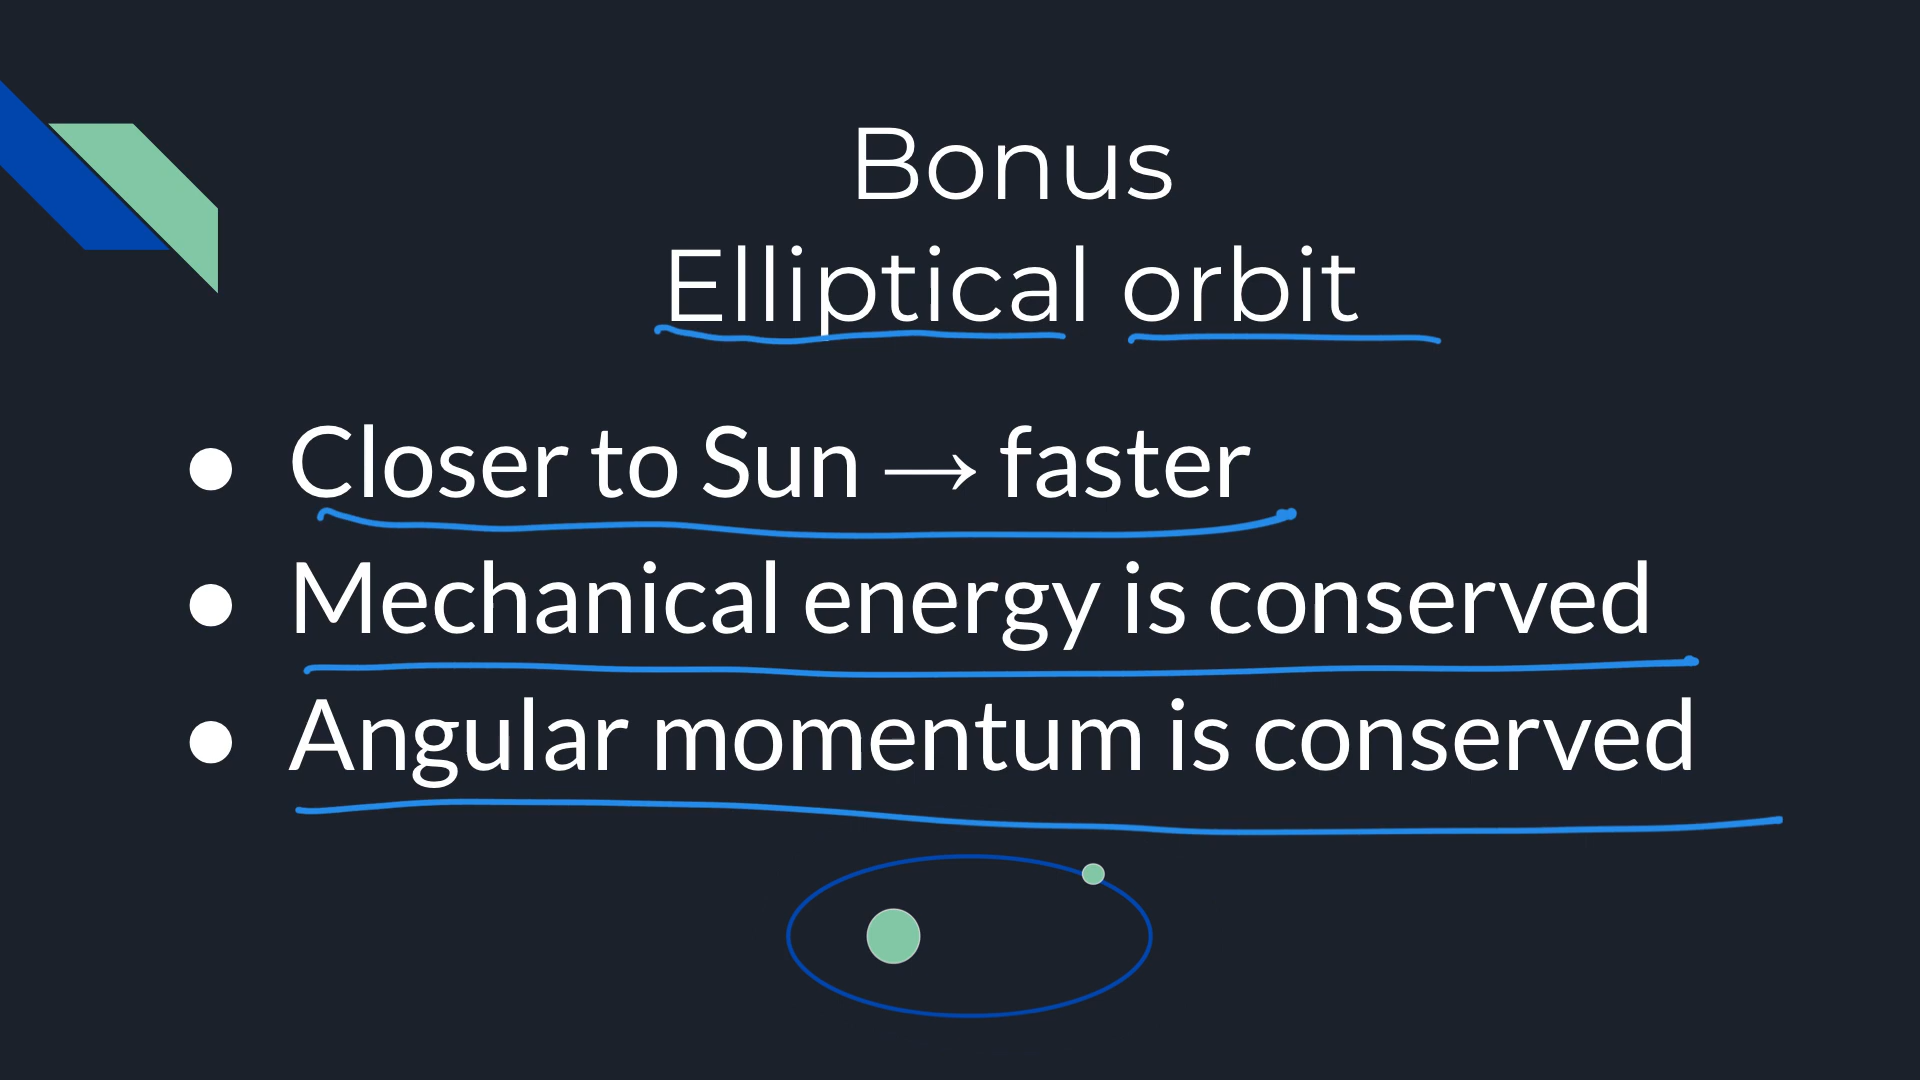 Bonus
Elliptical orbit
● Closer to Sun → faster
● Mechanical energy is conserved
● Angular momentum is conserved